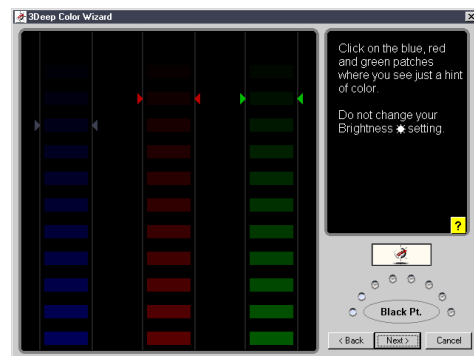 3Deep Color Wizard
Click on the blue, red
and green patches
where you see just a hint
of color.
Do not change your
Brightness setting.
?
Black Pt.
< Back
Next >
Cancel